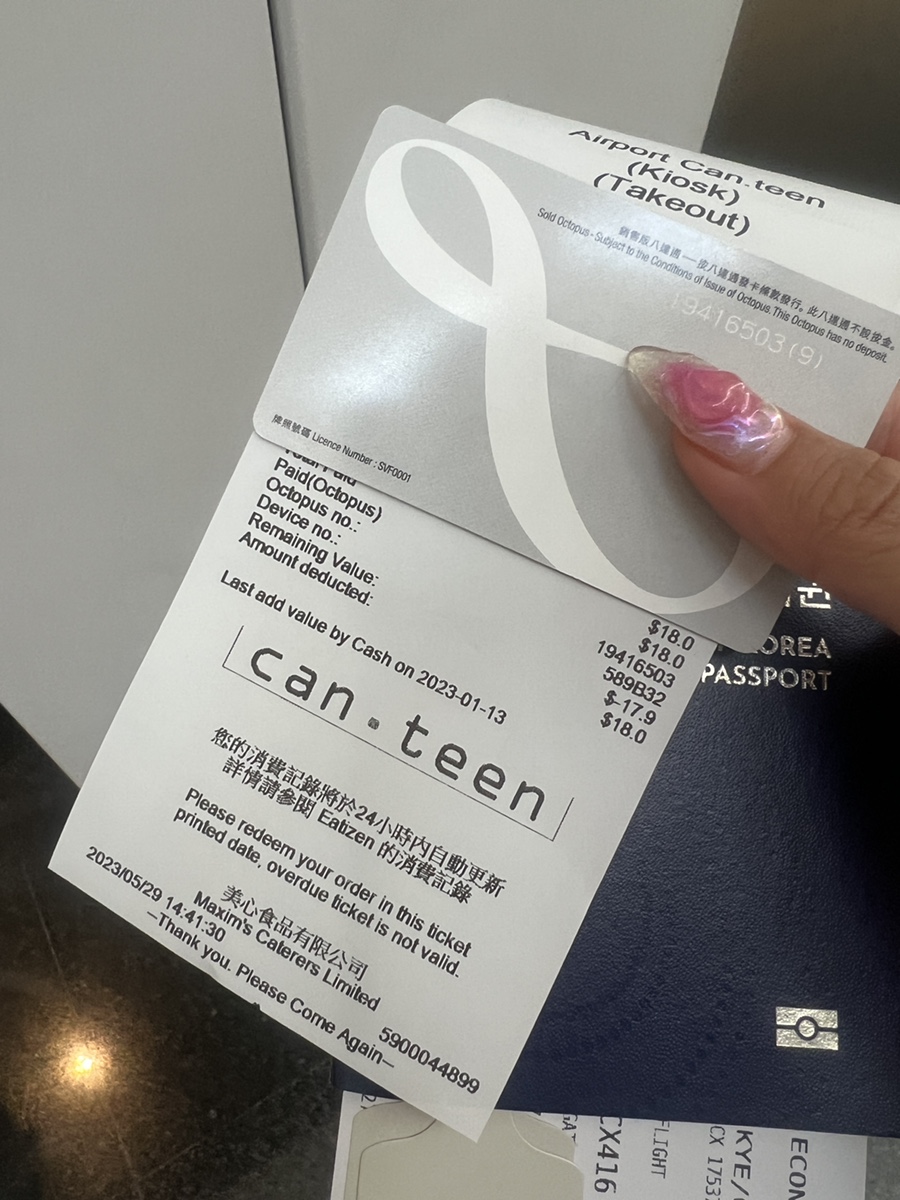 Airport Can.teen
(Kiosk)
(Takeout)
銷售版八達通 — 按八達通發卡條款發行。此八達通不設按金。
Sold Octopus - Subject to the Conditions of Issue of Octopus. This Octopus has no deposit.
19416503(9)
牌照號碼 Licence Number : SVF0001
Total Paid
Paid(Octopus) $18.0
Octopus no.: $18.0
Device no.: 19416503
Remaining Value: 589B32
Amount deducted: $-17.9
$18.0
Last add value by Cash on 2023-01-13
can.teen
您的消費記錄將於24小時內自動更新
詳情請參閱 Eatizen 的消費記錄
Please redeem your order in this ticket
printed date, overdue ticket is not valid.
美心食品有限公司
Maxim's Caterers Limited
2023/05/29 14:41:30
5900044899
—Thank you. Please Come Again—
KOREA
PASSPORT
CX416
FLIGHT
KYE/
ECON